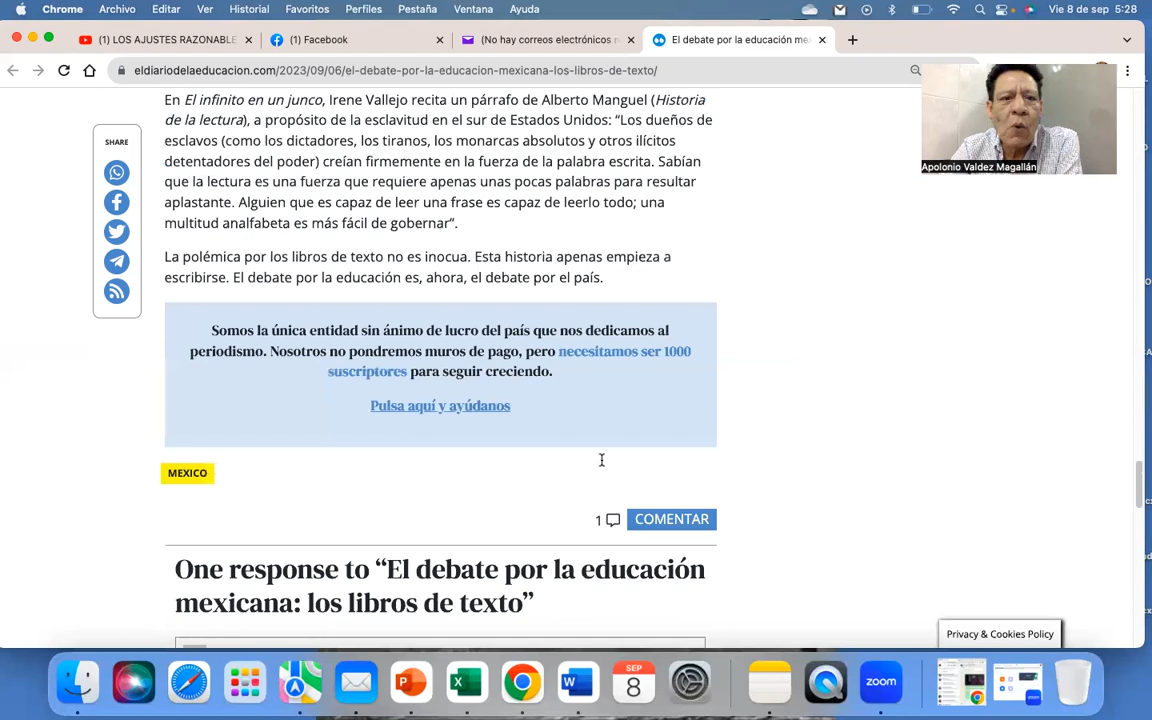 Chrome Archivo Editar Ver Historial Favoritos Perfiles Pestaña Ventana Ayuda Vie 8 de sep 5:28
(1) LOS AJUSTES RAZONABLE
(1) Facebook
(No hay correos electrónicos n
El debate por la educación me
eldiariodelaeducacion.com/2023/09/06/el-debate-por-la-educacion-mexicana-los-libros-de-texto/
Apolonio Valdez Magallán
SHARE
En El infinito en un junco, Irene Vallejo recita un párrafo de Alberto Manguel (Historia
de la lectura), a propósito de la esclavitud en el sur de Estados Unidos: “Los dueños de
esclavos (como los dictadores, los tiranos, los monarcas absolutos y otros ilícitos
detentadores del poder) creían firmemente en la fuerza de la palabra escrita. Sabían
que la lectura es una fuerza que requiere apenas unas pocas palabras para resultar
aplastante. Alguien que es capaz de leer una frase es capaz de leerlo todo; una
multitud analfabeta es más fácil de gobernar”.
La polémica por los libros de texto no es inocua. Esta historia apenas empieza a
escribirse. El debate por la educación es, ahora, el debate por el país.
Somos la única entidad sin ánimo de lucro del país que nos dedicamos al
periodismo. Nosotros no pondremos muros de pago, pero necesitamos ser 1000
suscriptores para seguir creciendo.
Pulsa aquí y ayúdanos
MEXICO
1 COMENTAR
One response to “El debate por la educación
mexicana: los libros de texto”
Privacy & Cookies Policy
SEP
8
zoom